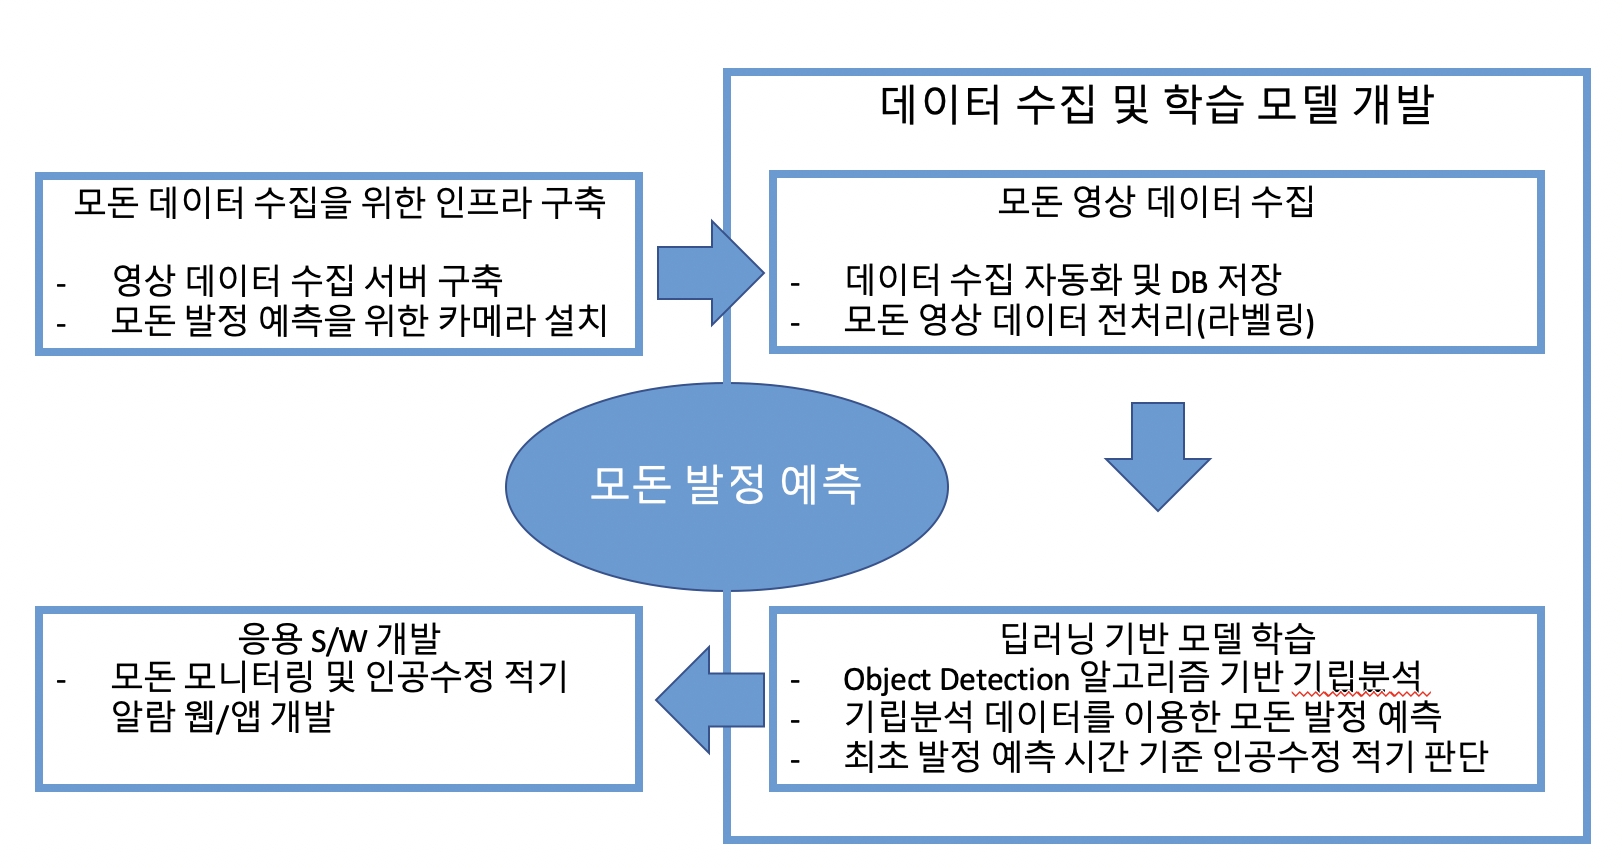 데이터 수집 및 학습 모델 개발
모돈 데이터 수집을 위한 인프라 구축
- 영상 데이터 수집 서버 구축
- 모돈 발정 예측을 위한 카메라 설치
모돈 영상 데이터 수집
- 데이터 수집 자동화 및 DB 저장
- 모돈 영상 데이터 전처리(라벨링)
모돈 발정 예측
딥러닝 기반 모델 학습
- Object Detection 알고리즘 기반 기립분석
- 기립분석 데이터를 이용한 모돈 발정 예측
- 최초 발정 예측 시간 기준 인공수정 적기 판단
응용 S/W 개발
- 모돈 모니터링 및 인공수정 적기
알람 웹/앱 개발